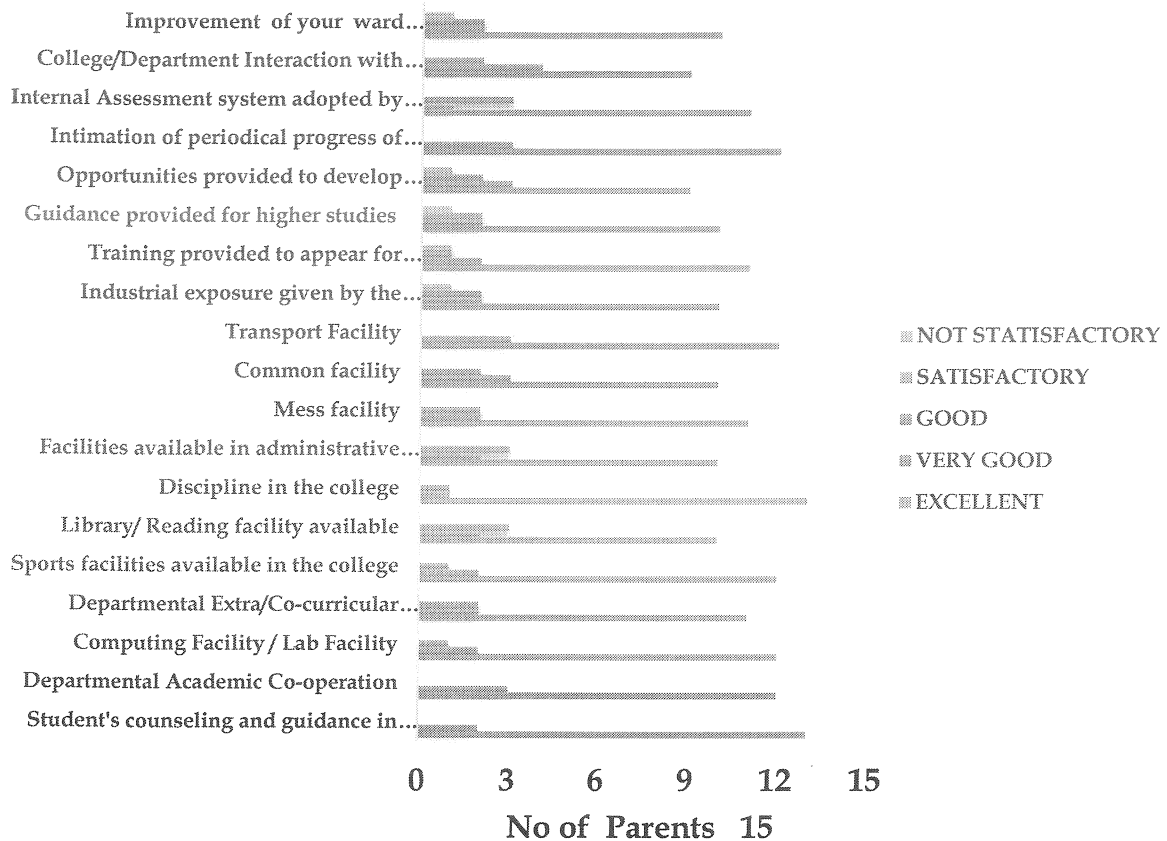 Improvement of your ward...
College/Department Interaction with...
Internal Assessment system adopted by...
Intimation of periodical progress of...
Opportunities provided to develop...
Guidance provided for higher studies
Training provided to appear for...
Industrial exposure given by the...
Transport Facility
Common facility
Mess facility
Facilities available in administrative...
Discipline in the college
Library/ Reading facility available
Sports facilities available in the college
Departmental Extra/Co-curricular...
Computing Facility / Lab Facility
Departmental Academic Co-operation
Student's counseling and guidance in...
NOT STATISFACTORY
SATISFACTORY
GOOD
VERY GOOD
EXCELLENT
0 3 6 9 12 15
No of Parents 15